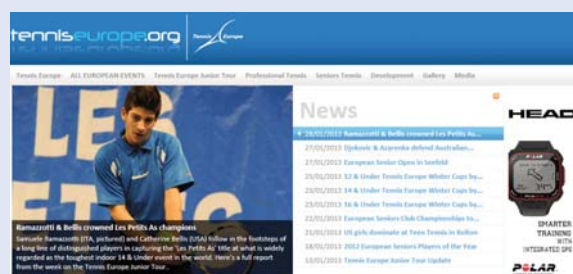 tenniseurope.org
Tennis Europe
Tennis Europe ALL EUROPEAN EVENTS Tennis Europe Junior Tour Professional Tennis Seniors Tennis Development Gallery Media
LES
PETITS
Ramazzotti & Bellis crowned Les Petits As champions
Samuele Ramazzotti (ITA, pictured) and Catherine Bellis (USA) follow in the footsteps of
a long line of distinguished players in capturing the 'Les Petits As' title at what is widely
regarded as the toughest indoor 14 & Under event in the world. Here's a full report
from the week on the Tennis Europe Junior Tour.
News
28/01/2013 Ramazzotti & Bellis crowned Les Petits As...
27/01/2013 Djokovic & Azarenka defend Australian...
27/01/2013 European Senior Open in Seefeld
25/01/2013 12 & Under Tennis Europe Winter Cups by...
23/01/2013 14 & Under Tennis Europe Winter Cups by...
23/01/2013 16 & Under Tennis Europe Winter Cups by...
22/01/2013 European Seniors Club Championships to...
21/01/2013 US girls dominate at Teen Tennis in Bolton
18/01/2013 2012 European Seniors Players of the Year
15/01/2013 Tennis Europe Junior Tour Update
HEAD
POLAR
SMARTER
TRAINING
WITH
INTEGRATED GPS
POLAR